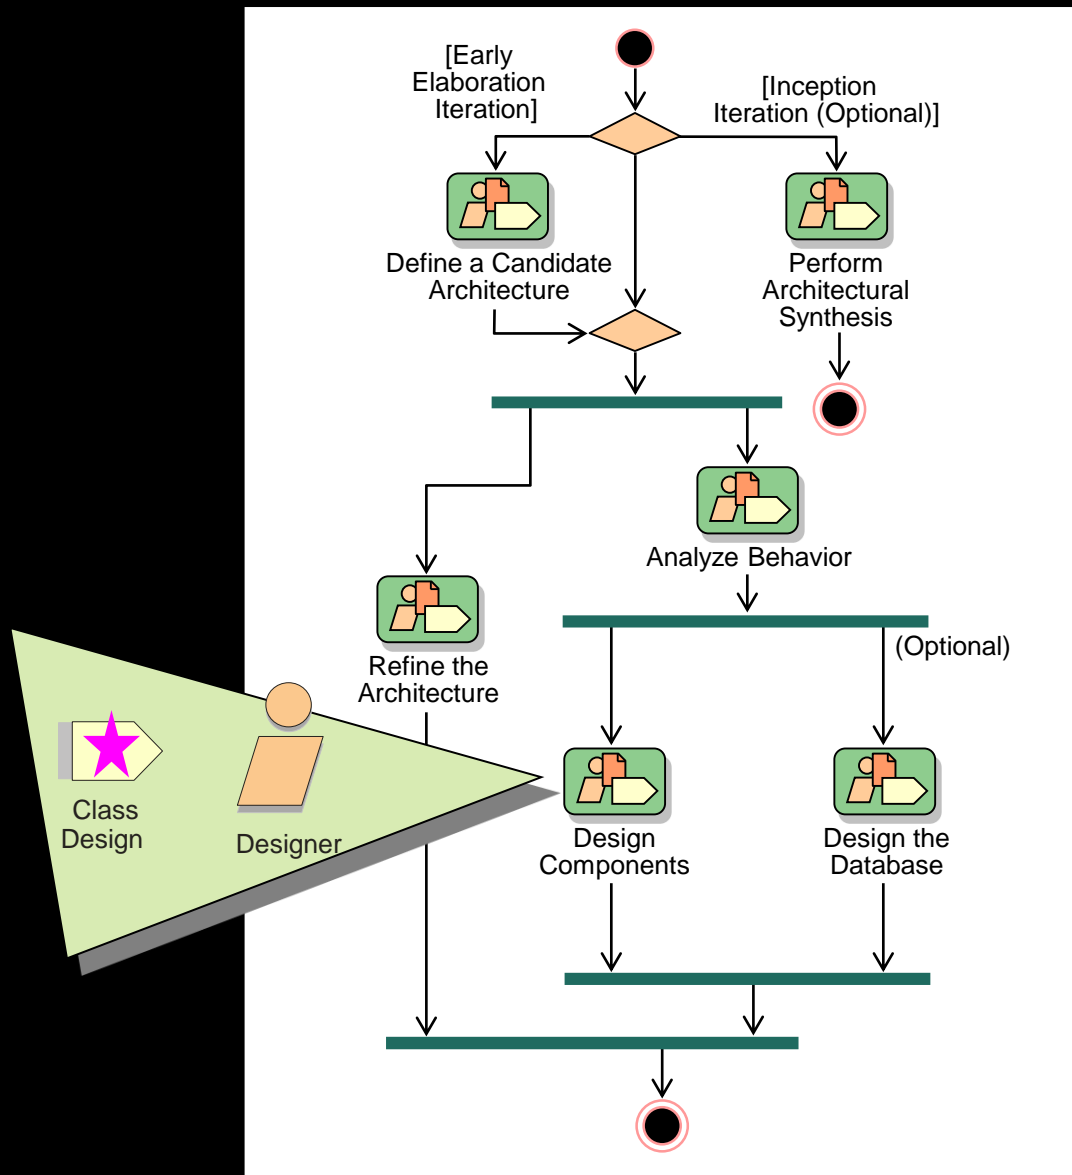 [Early
Elaboration
Iteration]
[Inception
Iteration (Optional)]
Define a Candidate
Architecture
Perform
Architectural
Synthesis
Analyze Behavior
(Optional)
Refine the
Architecture
Class
Design
Designer
Design
Components
Design the
Database